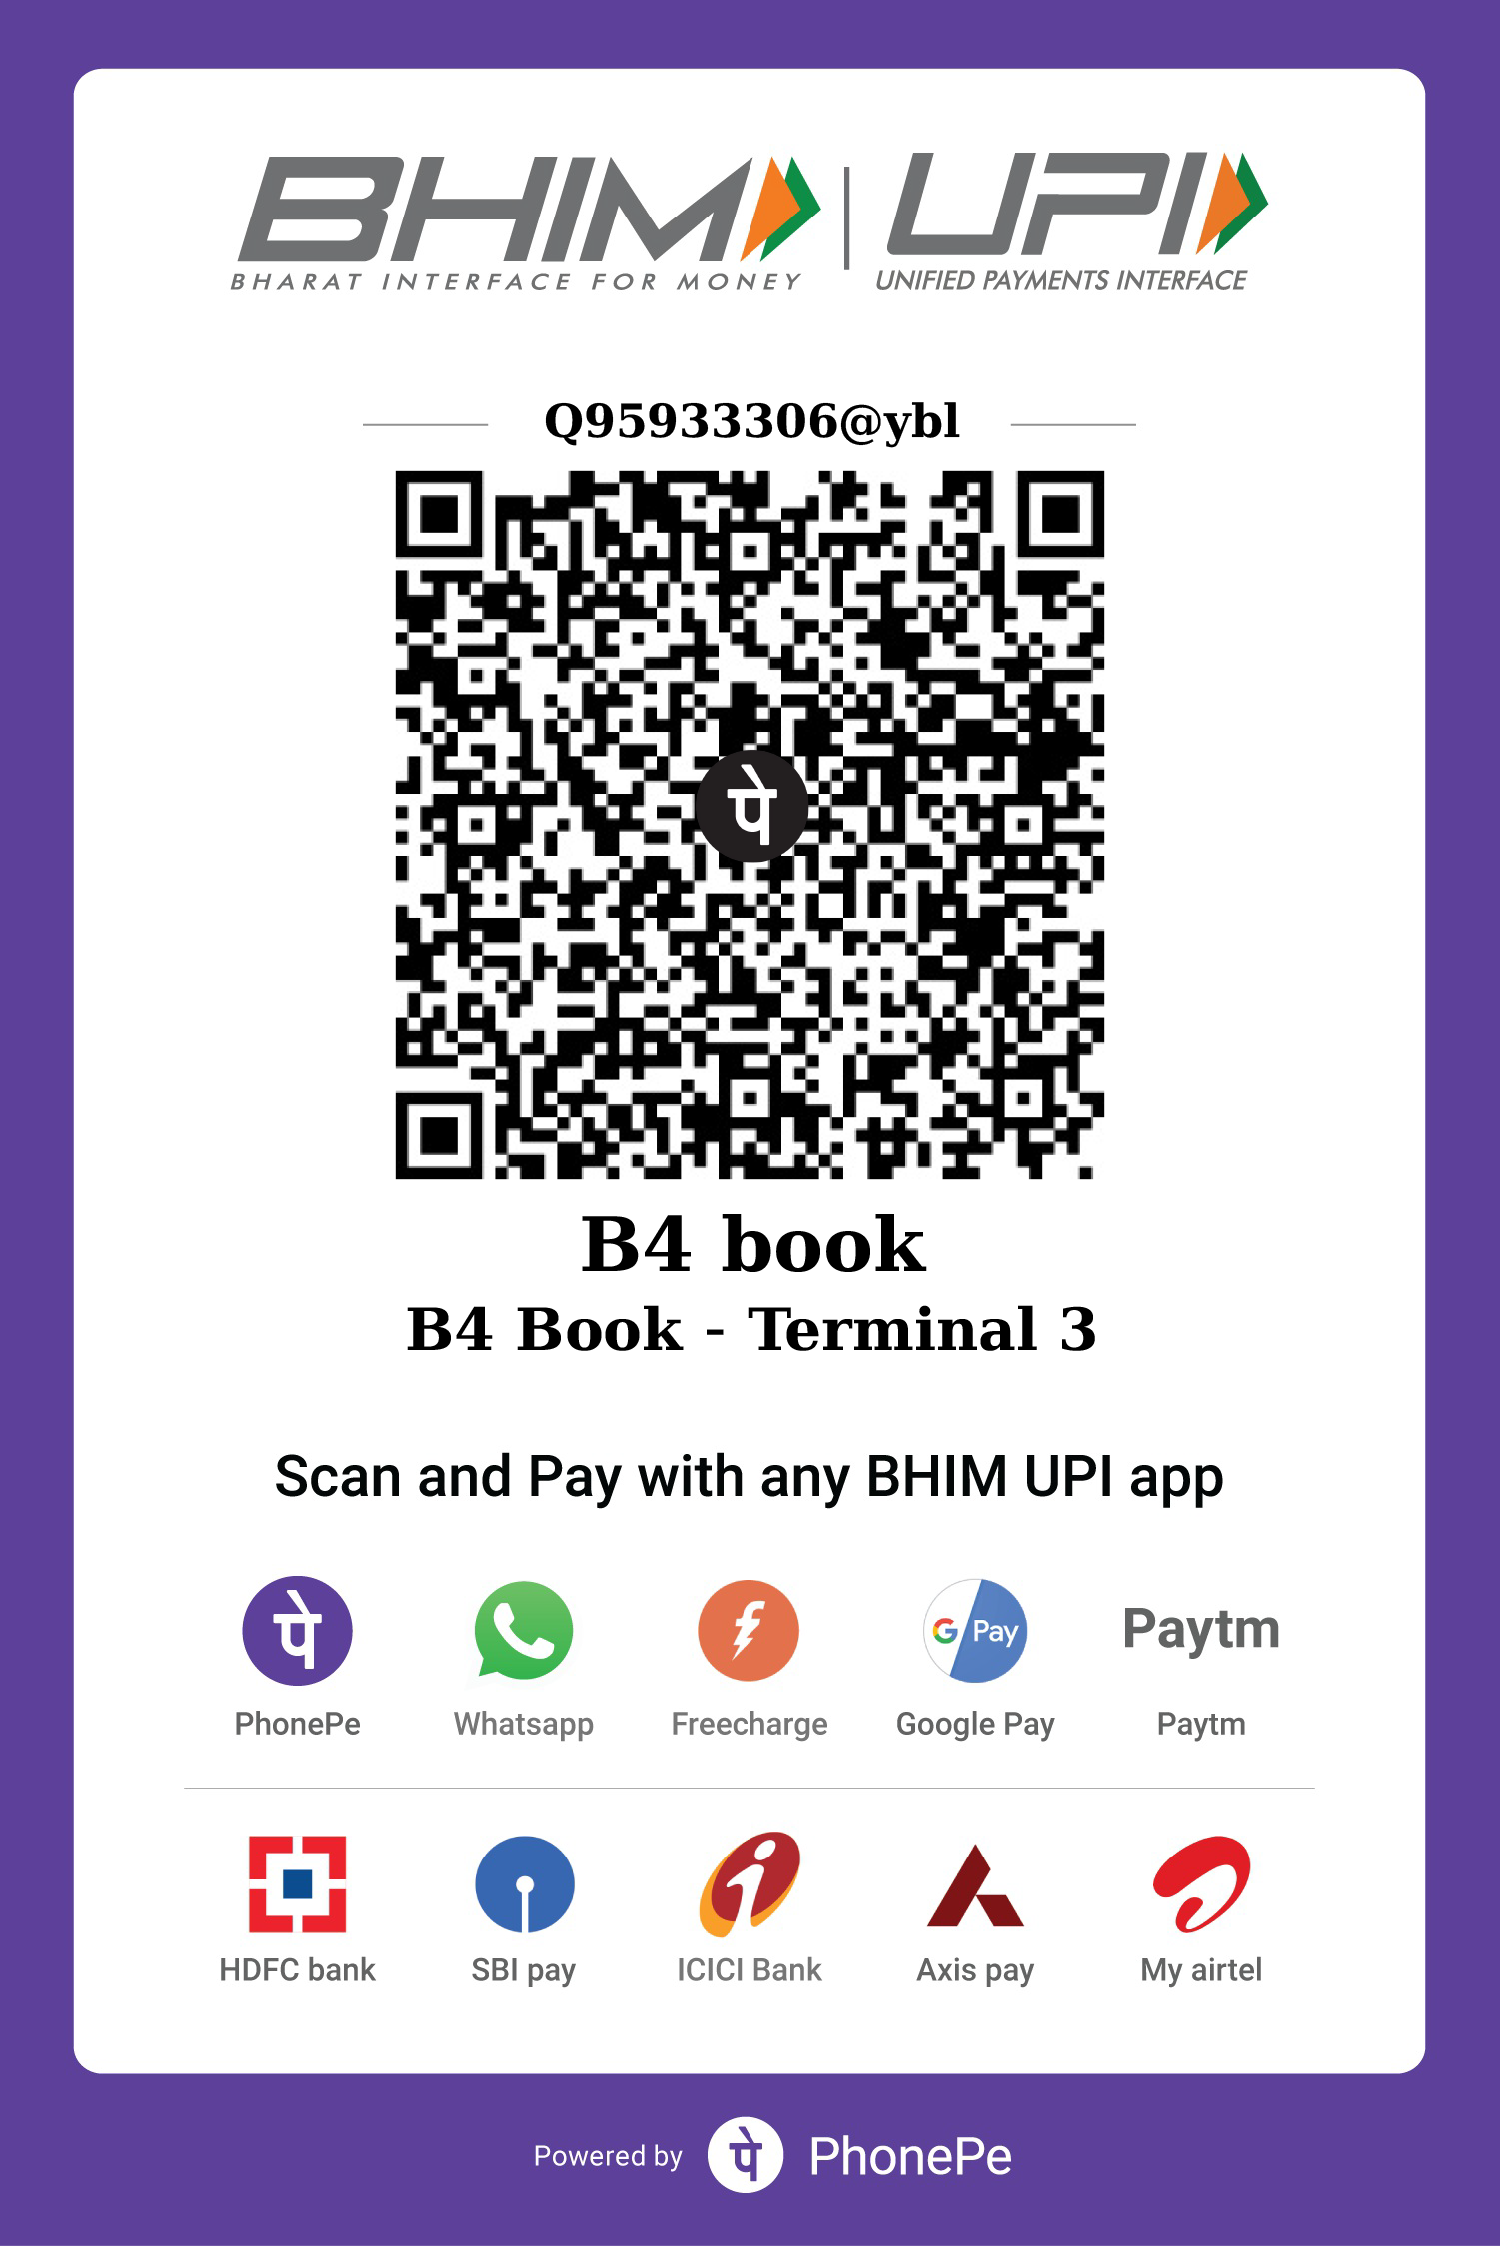 BHIM UPI
BHARAT INTERFACE FOR MONEY UNIFIED PAYMENTS INTERFACE
Q95933306@ybl
पे
B4 book
B4 Book - Terminal 3
Scan and Pay with any BHIM UPI app
पे G Pay Paytm
PhonePe Whatsapp Freecharge Google Pay Paytm
HDFC bank SBI pay ICICI Bank Axis pay My airtel
Powered by पे PhonePe